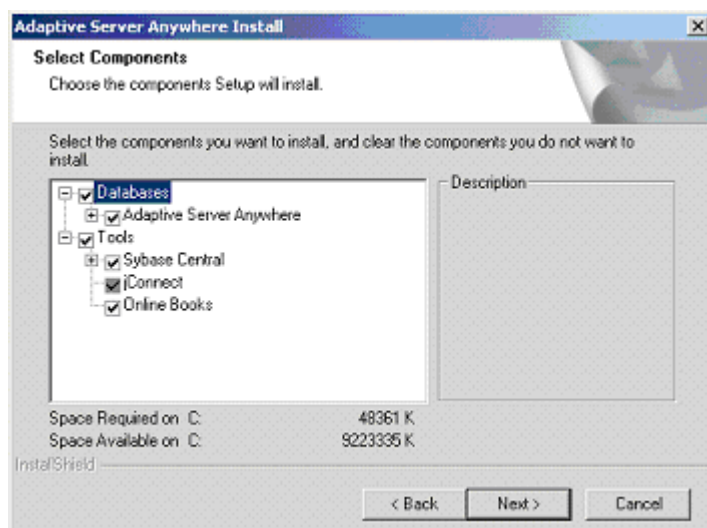 Adaptive Server Anywhere Install
Select Components
Choose the components Setup will install.
Select the components you want to install, and clear the components you do not want to
install.
Description
Databases
Adaptive Server Anywhere
Tools
Sybase Central
jConnect
Online Books
Space Required on C: 48361 K
Space Available on C: 9223335 K
InstallShield
< Back Next > Cancel